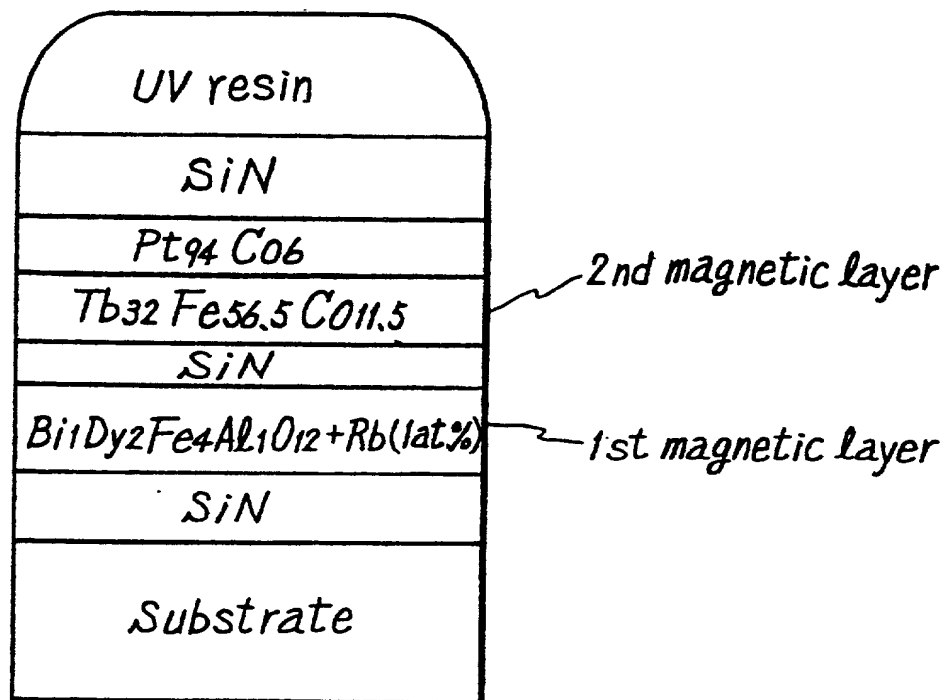 UV resin
SiN
Pt94 Co6
2nd magnetic layer
Tb32 Fe56.5 Co11.5
SiN
Bi1Dy2Fe4Al1O12+Rb(1at.%)
1st magnetic layer
SiN
Substrate